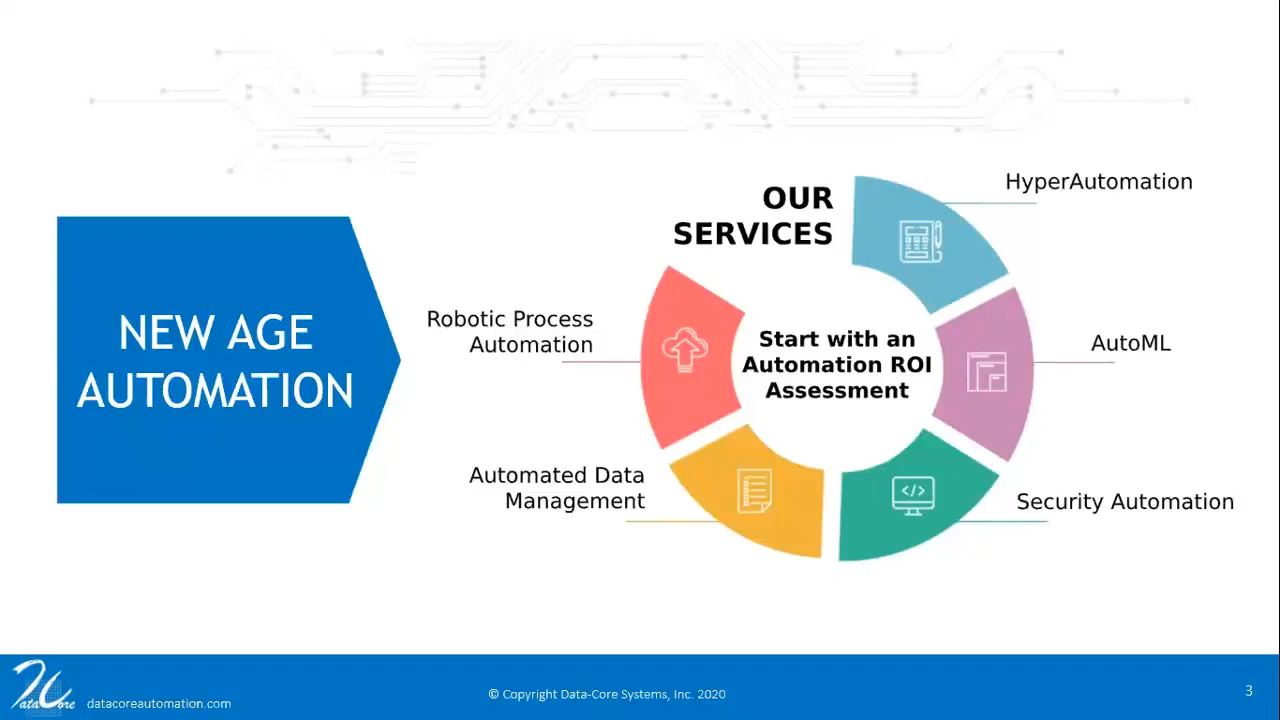 NEW AGE
AUTOMATION
OUR
SERVICES
Start with an
Automation ROI
Assessment
HyperAutomation
AutoML
</>
Security Automation
Automated Data
Management
Robotic Process
Automation
DataCore
datacoreautomation.com
© Copyright Data-Core Systems, Inc. 2020
3